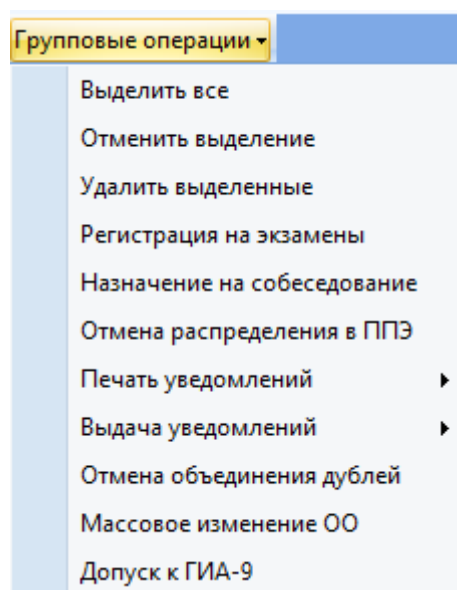 Групповые операции
Выделить все
Отменить выделение
Удалить выделенные
Регистрация на экзамены
Назначение на собеседование
Отмена распределения в ППЭ
Печать уведомлений
Выдача уведомлений
Отмена объединения дублей
Массовое изменение ОО
Допуск к ГИА-9